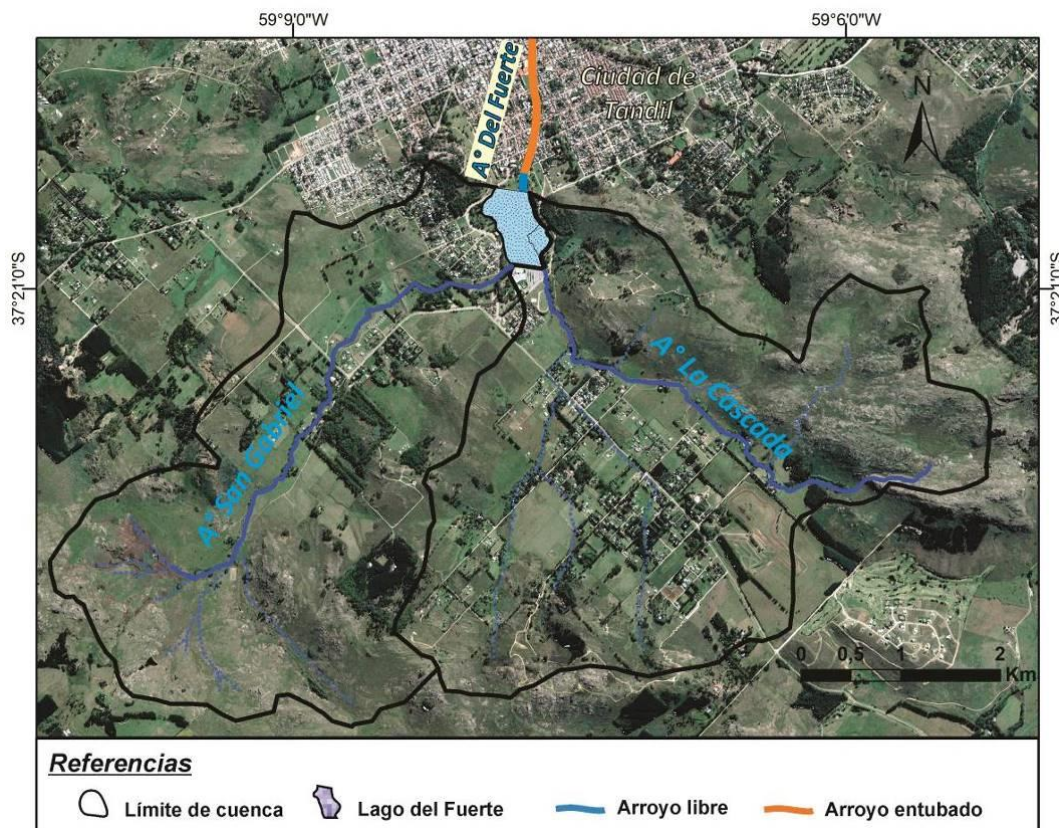 59°9'0"W
59°6'0"W
A° Del Fuerte
Ciudad de
Tandil
N
37°21'0"S
37°21'0"S
A° La Cascada
A° San Gabrial
0 0,5 1 2
Km
Referencias
Límite de cuenca
Lago del Fuerte
Arroyo libre
Arroyo entubado